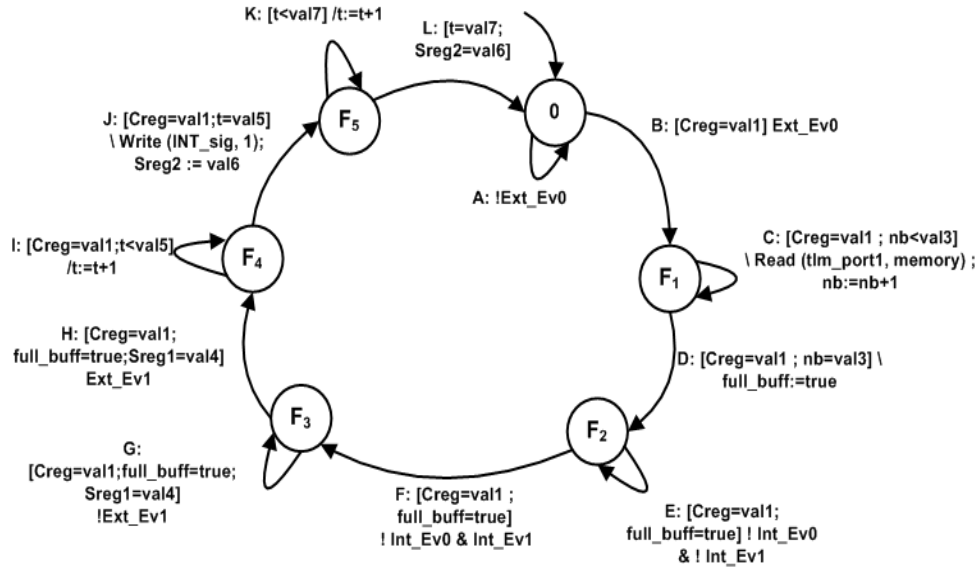 K: [t<val7] /t:=t+1
L: [t=val7;
Sreg2=val6]
0
B: [Creg=val1] Ext_Ev0
A: !Ext_Ev0
F5
J: [Creg=val1;t=val5]
\ Write (INT_sig, 1);
Sreg2 := val6
I: [Creg=val1;t<val5]
/t:=t+1
F4
C: [Creg=val1 ; nb<val3]
\ Read (tlm_port1, memory) ;
nb:=nb+1
F1
H: [Creg=val1;
full_buff=true;Sreg1=val4]
Ext_Ev1
D: [Creg=val1 ; nb=val3] \
full_buff:=true
F3
F2
G:
[Creg=val1;full_buff=true;
Sreg1=val4]
!Ext_Ev1
F: [Creg=val1 ;
full_buff=true]
! Int_Ev0 & Int_Ev1
E: [Creg=val1;
full_buff=true] ! Int_Ev0
& ! Int_Ev1